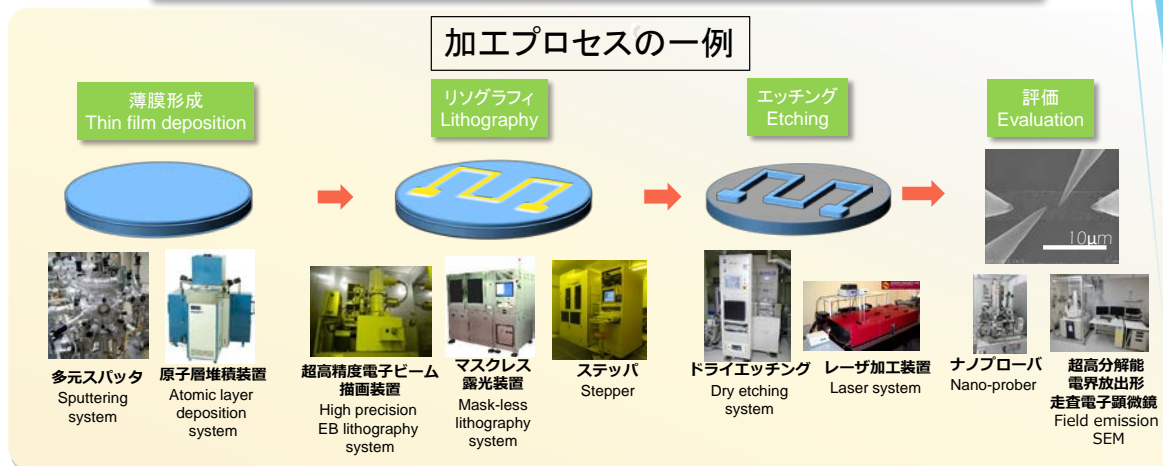 加工プロセスの一例
薄膜形成
Thin film deposition
リソグラフィ
Lithography
エッチング
Etching
評価
Evaluation
10μm
多元スパッタ
Sputtering
system
原子層堆積装置
Atomic layer
deposition
system
超高精度電子ビーム
描画装置
High precision
EB lithography
system
マスクレス
露光装置
Mask-less
lithography
system
ステッパ
Stepper
ドライエッチング
Dry etching
system
レーザ加工装置
Laser system
ナノプローバ
Nano-prober
超高分解能
電界放出形
走査電子顕微鏡
Field emission
SEM